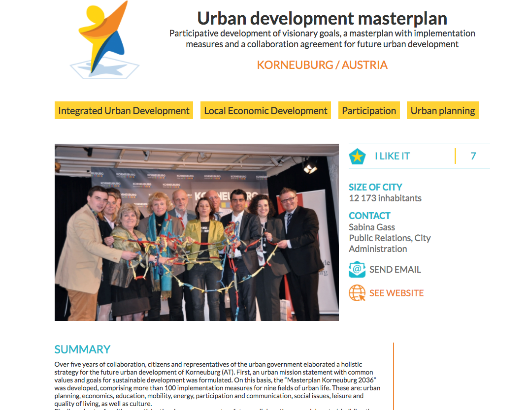 Urban development masterplan
Participative development of visionary goals, a masterplan with implementation
measures and a collaboration agreement for future urban development
KORNEUBURG / AUSTRIA
Integrated Urban Development
Local Economic Development
Participation
Urban planning
I LIKE IT
7
SIZE OF CITY
12 173 inhabitants
CONTACT
Sabina Gass
Public Relations, City
Administration
SEND EMAIL
SEE WEBSITE
SUMMARY
Over five years of collaboration, citizens and representatives of the urban government elaborated a holistic
strategy for the future urban development of Korneuburg (AT). First, an urban mission statement with common
values and goals for sustainable development was formulated. On this basis, the "Masterplan Korneuburg 2036"
was developed, comprising more than 100 implementation measures for nine fields of urban life. These are: urban
planning, economics, education, mobility, energy, participation and communication, social issues, leisure and
quality of living, as well as culture.